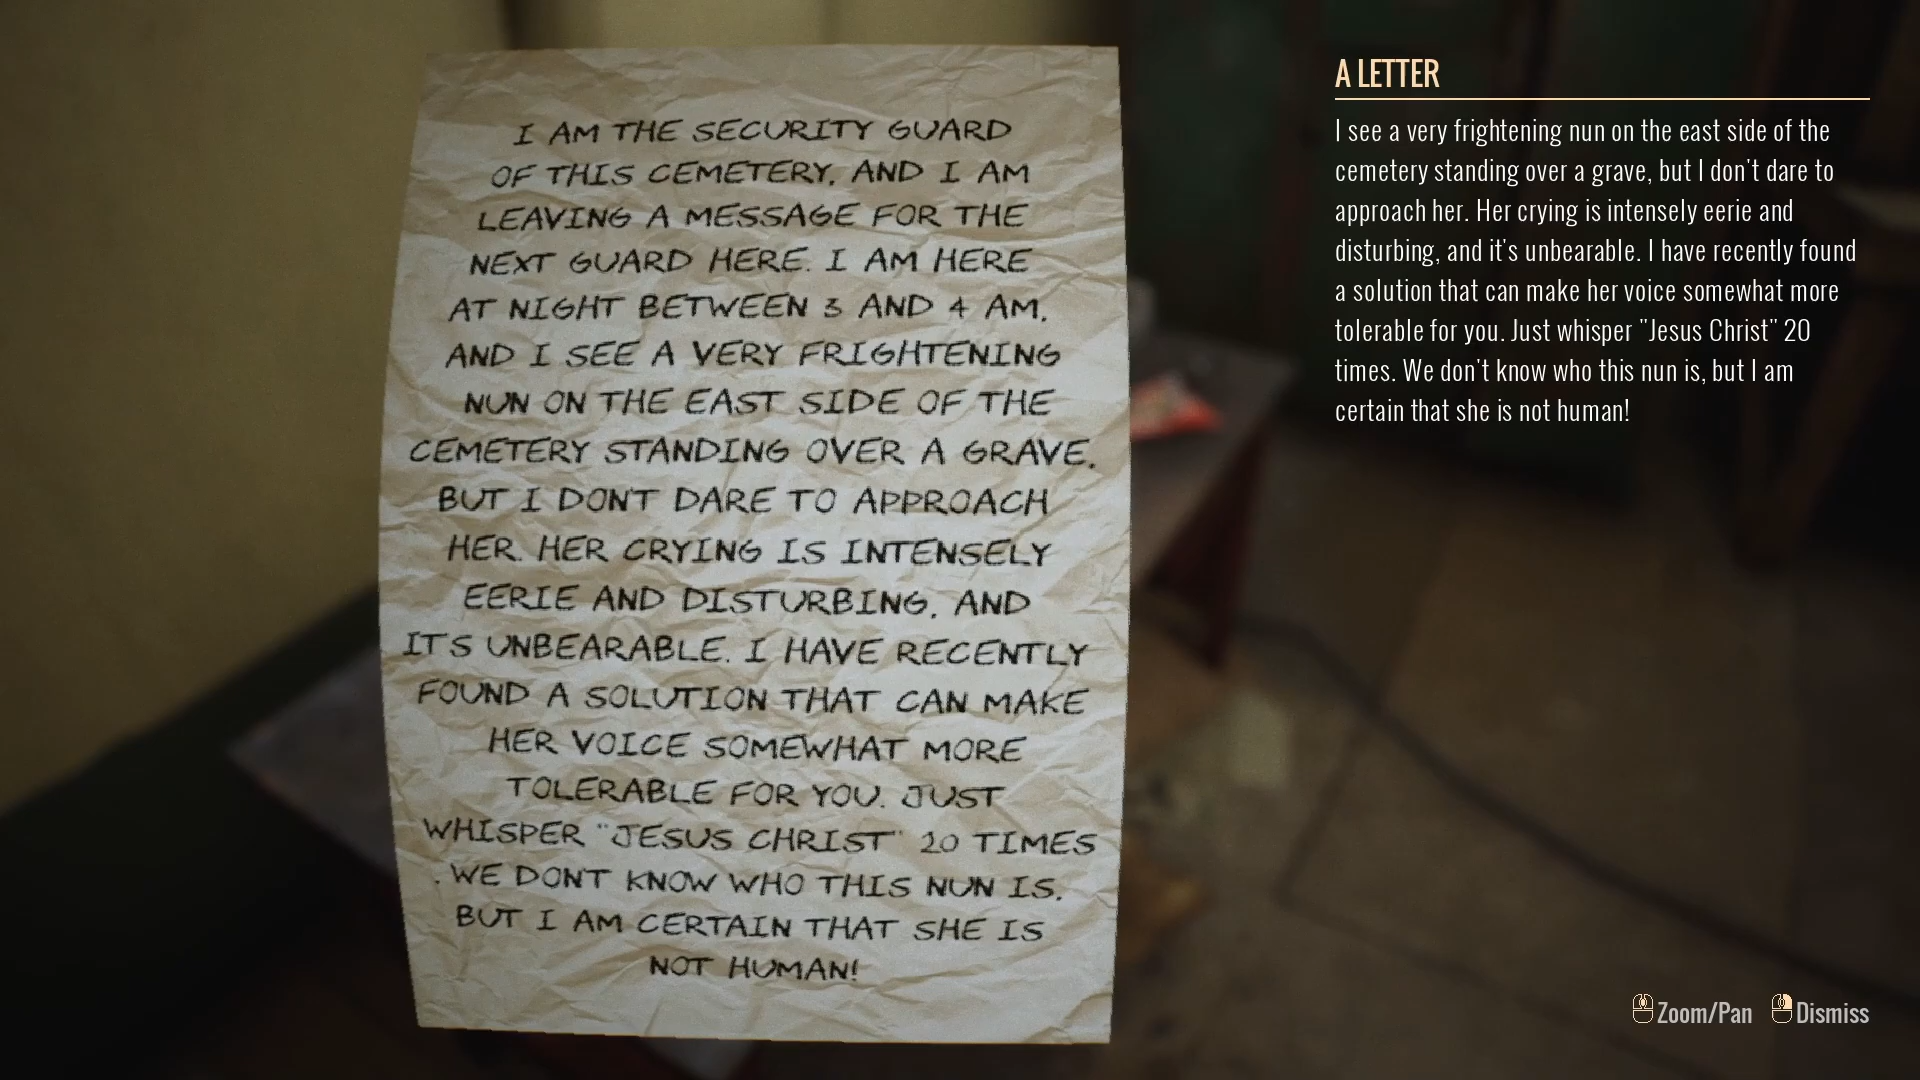 I AM THE SECURITY GUARD
OF THIS CEMETERY, AND I AM
LEAVING A MESSAGE FOR THE
NEXT GUARD HERE. I AM HERE
AT NIGHT BETWEEN 3 AND 4 AM,
AND I SEE A VERY FRIGHTENING
NUN ON THE EAST SIDE OF THE
CEMETERY STANDING OVER A GRAVE,
BUT I DON'T DARE TO APPROACH
HER. HER CRYING IS INTENSELY
EERIE AND DISTURBING, AND
IT'S UNBEARABLE. I HAVE RECENTLY
FOUND A SOLUTION THAT CAN MAKE
HER VOICE SOMEWHAT MORE
TOLERABLE FOR YOU. JUST
WHISPER "JESUS CHRIST" 20 TIMES
. WE DON'T KNOW WHO THIS NUN IS,
BUT I AM CERTAIN THAT SHE IS
NOT HUMAN!
A LETTER
I see a very frightening nun on the east side of the
cemetery standing over a grave, but I don't dare to
approach her. Her crying is intensely eerie and
disturbing, and it's unbearable. I have recently found
a solution that can make her voice somewhat more
tolerable for you. Just whisper "Jesus Christ" 20
times. We don't know who this nun is, but I am
certain that she is not human!
Zoom/Pan Dismiss